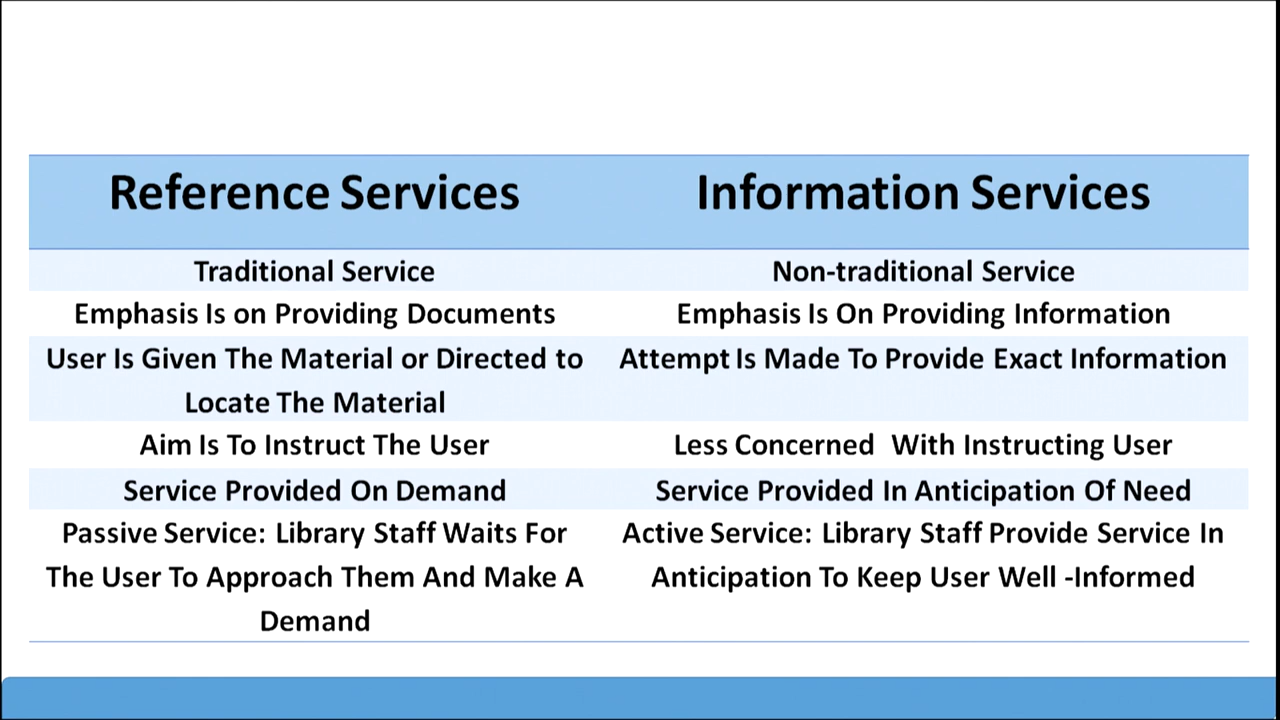 Reference Services
Information Services
Traditional Service
Non-traditional Service
Emphasis Is on Providing Documents
Emphasis Is On Providing Information
User Is Given The Material or Directed to
Locate The Material
Attempt Is Made To Provide Exact Information
Aim Is To Instruct The User
Less Concerned With Instructing User
Service Provided On Demand
Service Provided In Anticipation Of Need
Passive Service: Library Staff Waits For
The User To Approach Them And Make A
Demand
Active Service: Library Staff Provide Service In
Anticipation To Keep User Well -Informed